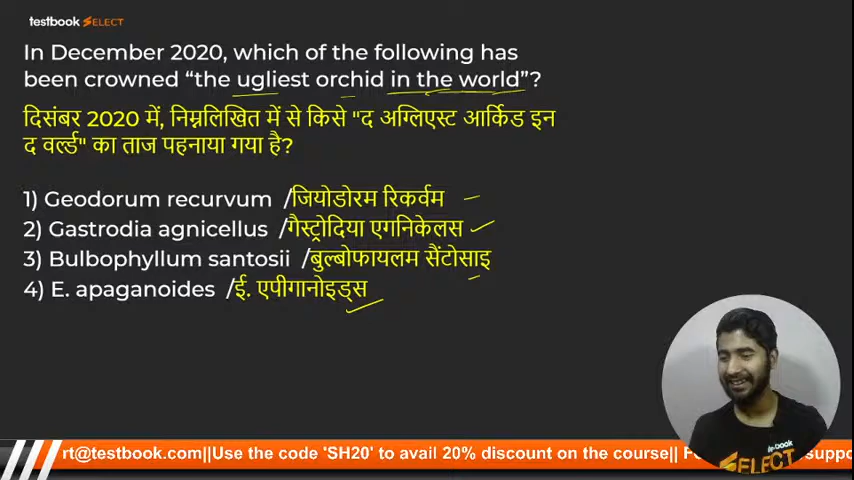 testbook SELECT
In December 2020, which of the following has
been crowned “the ugliest orchid in the world”?
दिसंबर 2020 में, निम्नलिखित में से किसे "द अग्लिएस्ट आर्किड इन
द वर्ल्ड" का ताज पहनाया गया है?
1) Geodorum recurvum /जियोडोरम रिकर्वम
2) Gastrodia agnicellus /गैस्ट्रोदिया एगनिकेलस
3) Bulbophyllum santosii /बुल्बोफायलम सैंटोसाइ
4) E. apaganoides /ई. एपीगानोइड्स
book
SELECT
rt@testbook.com||Use the code 'SH20' to avail 20% discount on the course|| F suppo